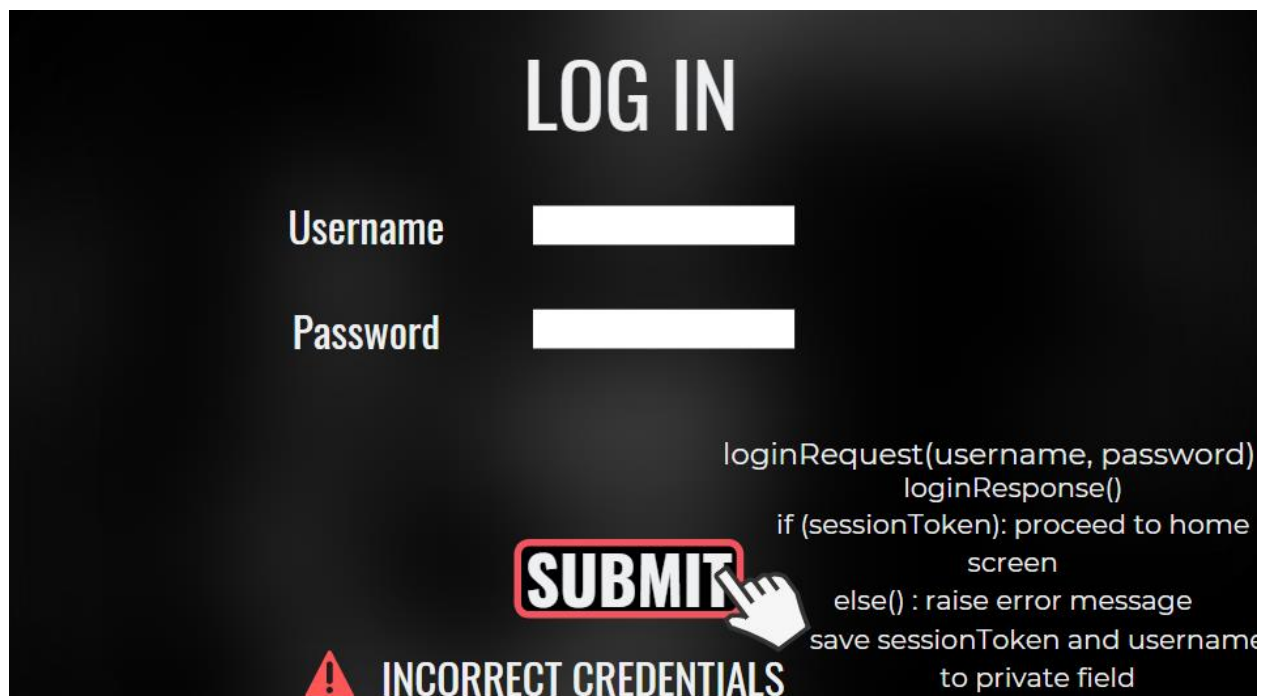 LOG IN
Username
Password
loginRequest(username, password)
loginResponse()
if (sessionToken): proceed to home
screen
else() : raise error message
save sessionToken and username
to private field
SUBMIT
INCORRECT CREDENTIALS